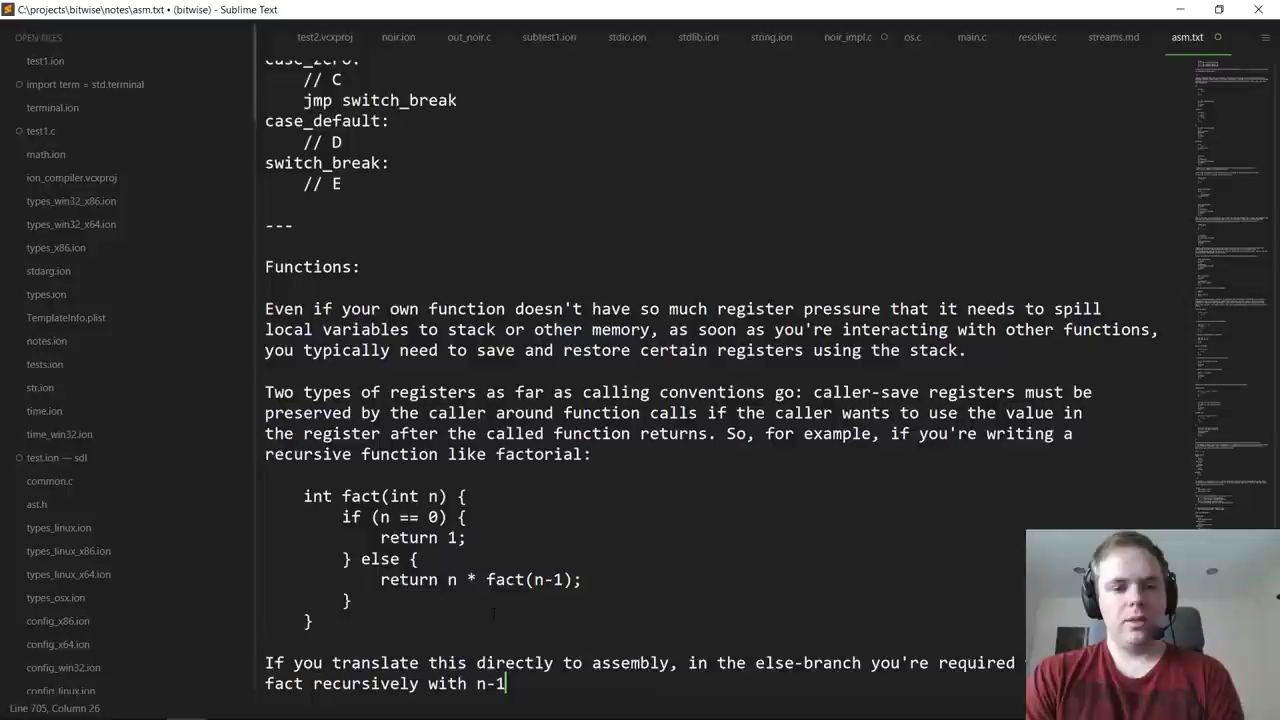 C:\projects\bitwise\notes\asm.txt • (bitwise) - Sublime Text
OPEN FILES
test1.ion
import term = std.terminal
terminal.ion
test1.c
math.ion
ion_compiler.vcxproj
types_win32_x86.ion
types_win32_x64.ion
types_x86.ion
stdarg.ion
types.ion
TemplateInfo.plist
notes.ion
tests.ion
str.ion
time.ion
time_win32.ion
test.ion — sdl
common.c
ast.h
types_linux.ion
types_linux_x86.ion
types_linux_x64.ion
types_osx.ion
config_x86.ion
config_x64.ion
config_win32.ion
config_linux.ion
test2.vcxproj noir.ion out_noir.c subtest1.ion stdio.ion stdlib.ion string.ion noir_impl.c os.c main.c resolve.c streams.md asm.txt
case_zero:
// C
jmp switch_break
case_default:
// D
switch_break:
// E
---
Functions:
Even if your own function doesn't have so much register pressure that it needs to spill
local variables to stack or other memory, as soon as you're interacting with other functions,
you typically need to save and restore certain registers using the stack.
Two types of registers as far as calling conventions go: caller-save registers must be
preserved by the caller around function calls if the caller wants to use the value in
the register after the called function returns. So, for example, if you're writing a
recursive function like factorial:
int fact(int n) {
if (n == 0) {
return 1;
} else {
return n * fact(n-1);
}
}
If you translate this directly to assembly, in the else-branch you're required
fact recursively with n-1
Line 705, Column 26